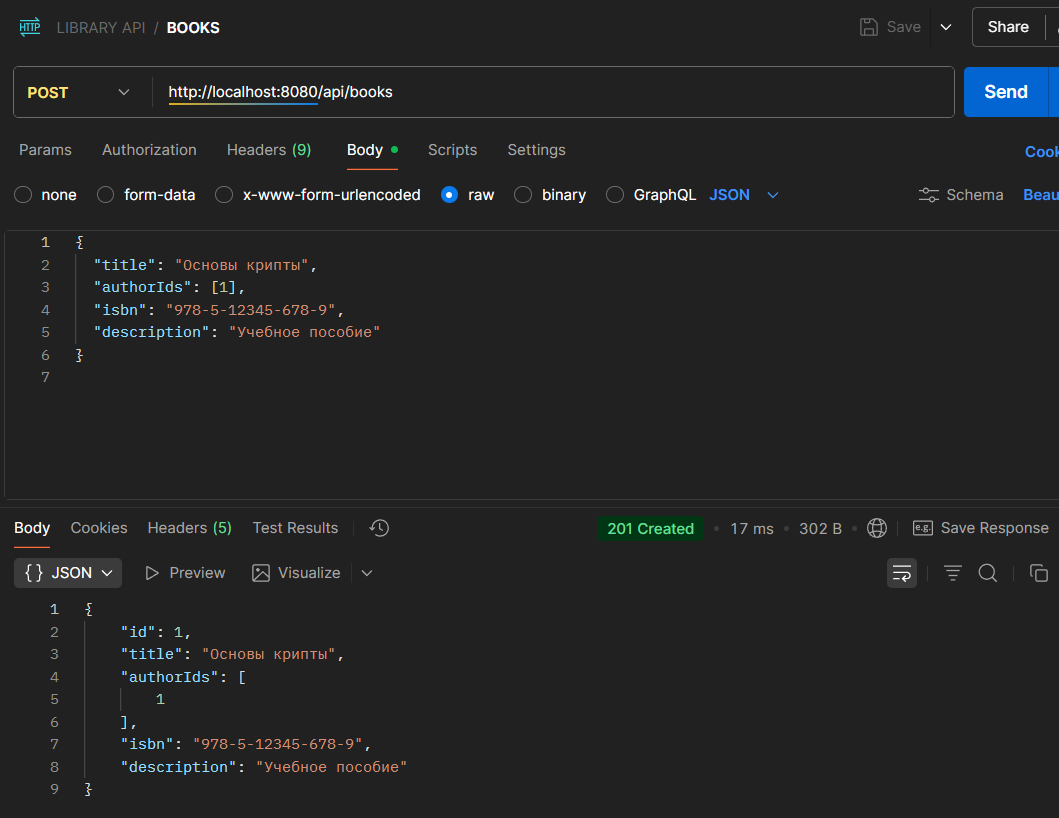 HTTP LIBRARY API / BOOKS Save Share
POST http://localhost:8080/api/books Send
Params Authorization Headers (9) Body Scripts Settings
none form-data x-www-form-urlencoded raw binary GraphQL JSON Schema
1 {
2 "title": "Основы крипты",
3 "authorIds": [1],
4 "isbn": "978-5-12345-678-9",
5 "description": "Учебное пособие"
6 }
7
Body Cookies Headers (5) Test Results 201 Created • 17 ms • 302 B • e.g. Save Response
{} JSON Preview Visualize
1 {
2 "id": 1,
3 "title": "Основы крипты",
4 "authorIds": [
5 1
6 ],
7 "isbn": "978-5-12345-678-9",
8 "description": "Учебное пособие"
9 }